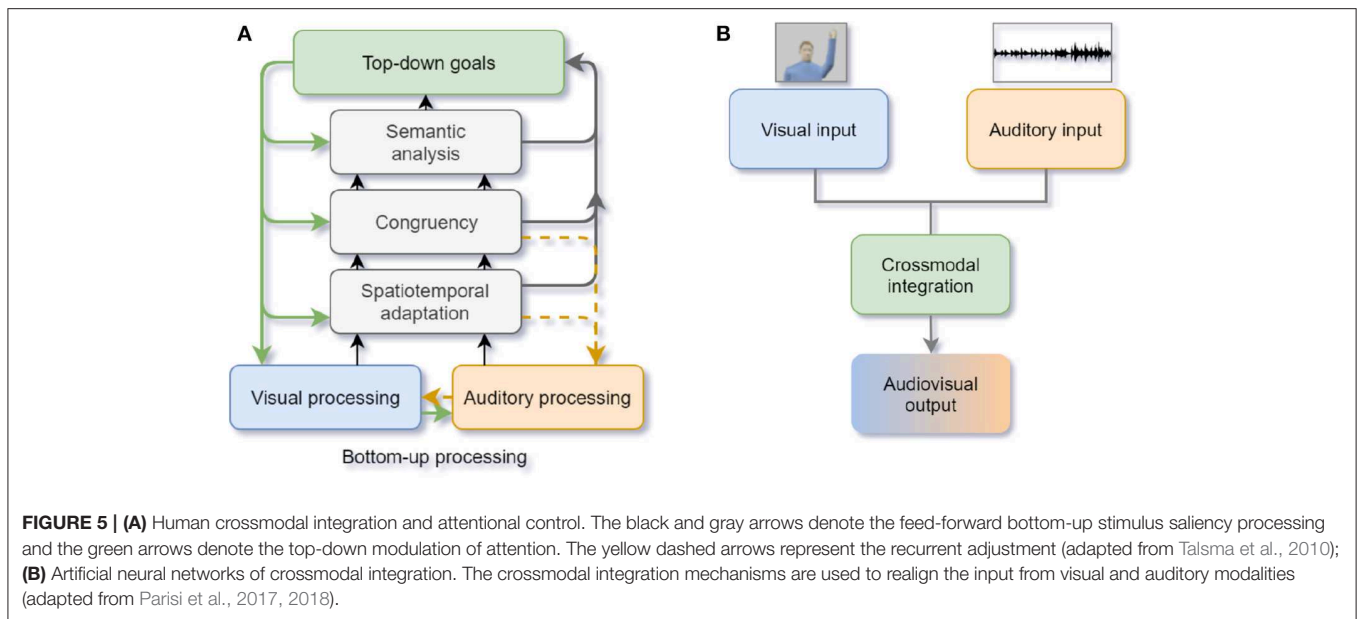 A
Top-down goals
Semantic
analysis
Congruency
Spatiotemporal
adaptation
Visual processing
Auditory processing
Bottom-up processing
B
Visual input
Auditory input
Crossmodal
integration
Audiovisual
output
FIGURE 5 | (A) Human crossmodal integration and attentional control. The black and gray arrows denote the feed-forward bottom-up stimulus saliency processing
and the green arrows denote the top-down modulation of attention. The yellow dashed arrows represent the recurrent adjustment (adapted from Talsma et al., 2010);
(B) Artificial neural networks of crossmodal integration. The crossmodal integration mechanisms are used to realign the input from visual and auditory modalities
(adapted from Parisi et al., 2017, 2018).